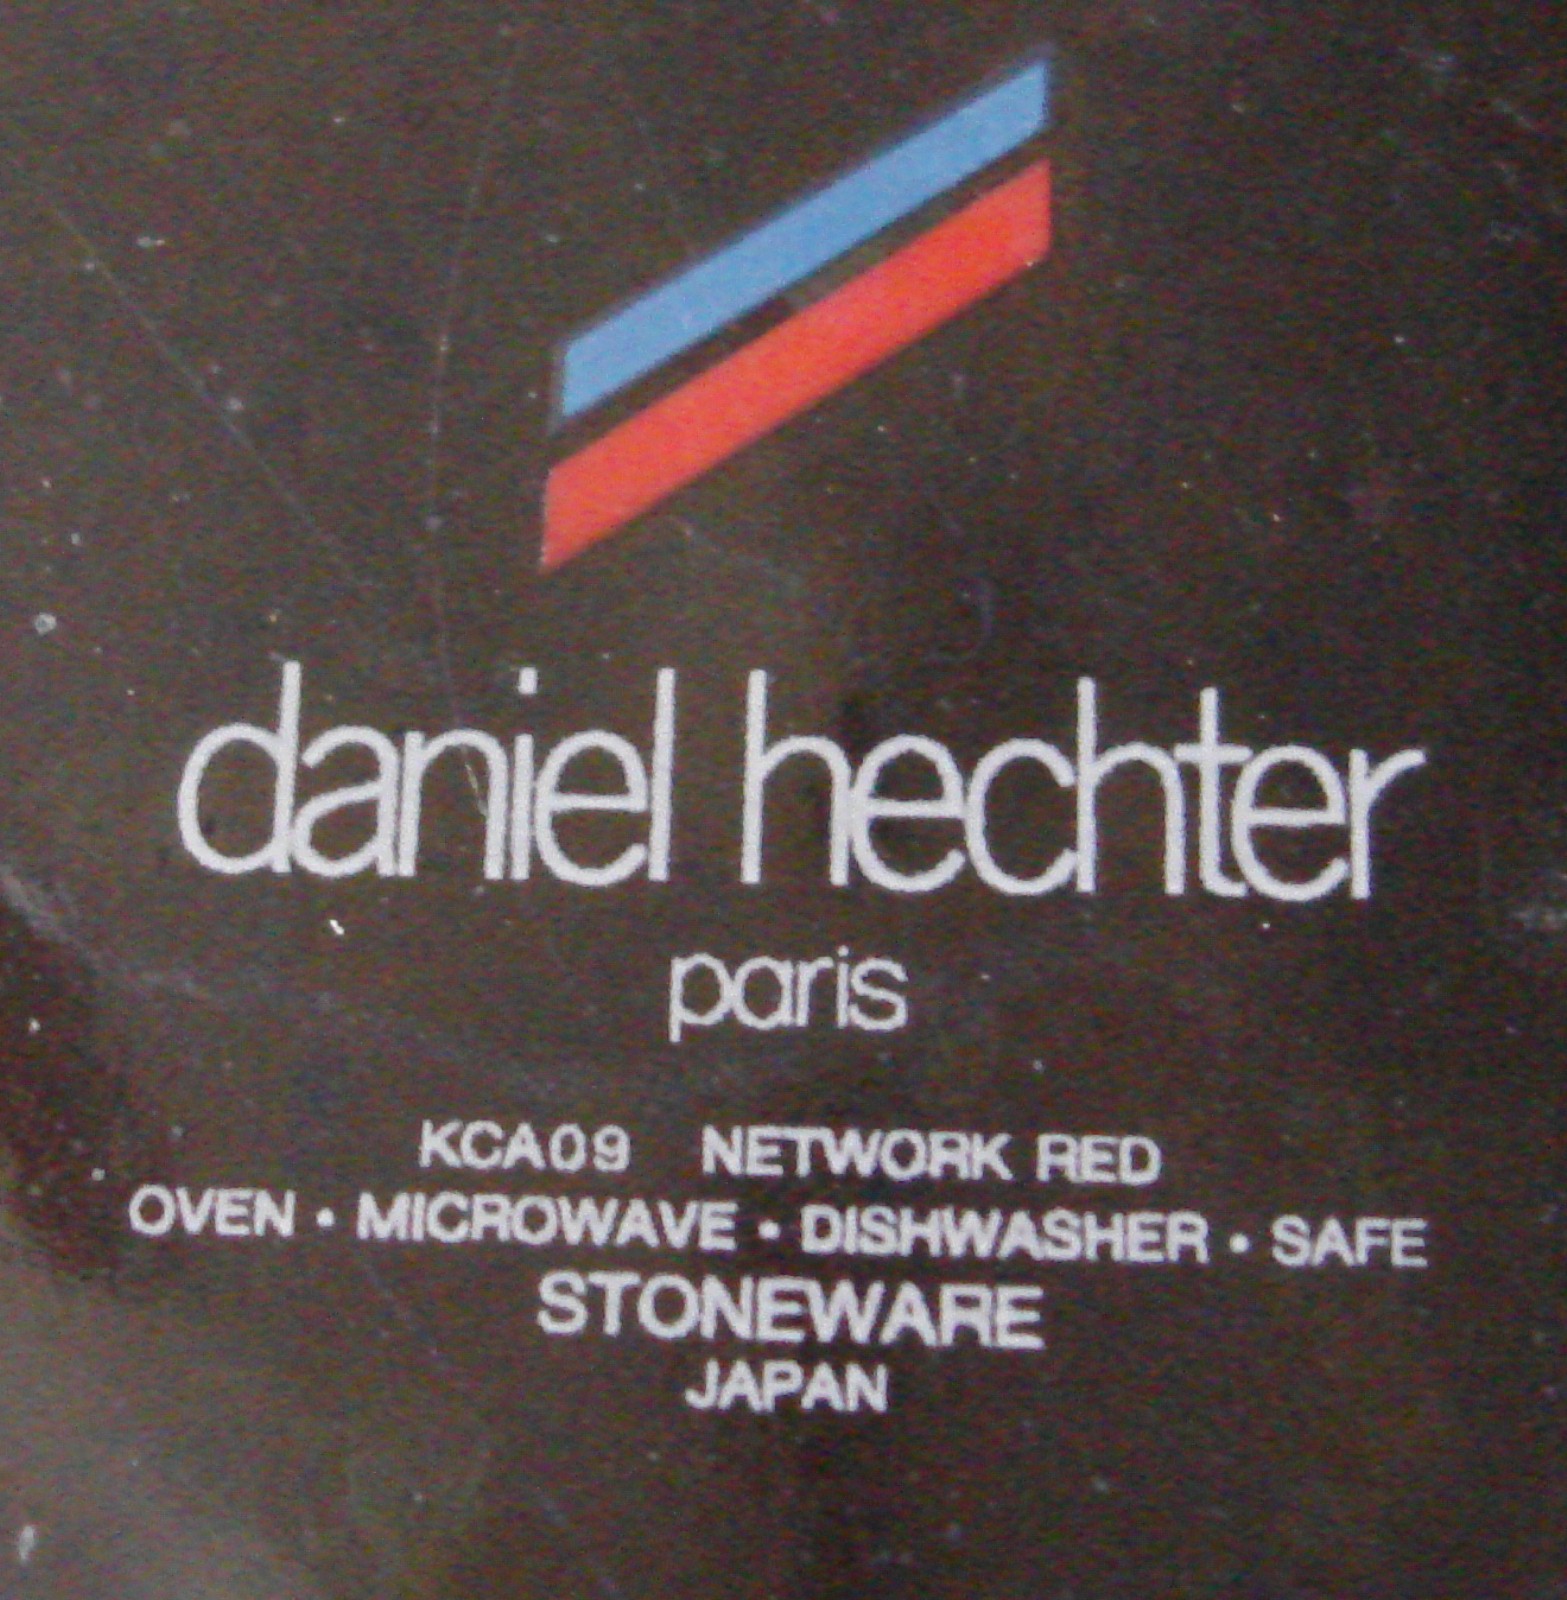 daniel hechter
paris
KCA09 NETWORK RED
OVEN • MICROWAVE • DISHWASHER • SAFE
STONEWARE
JAPAN